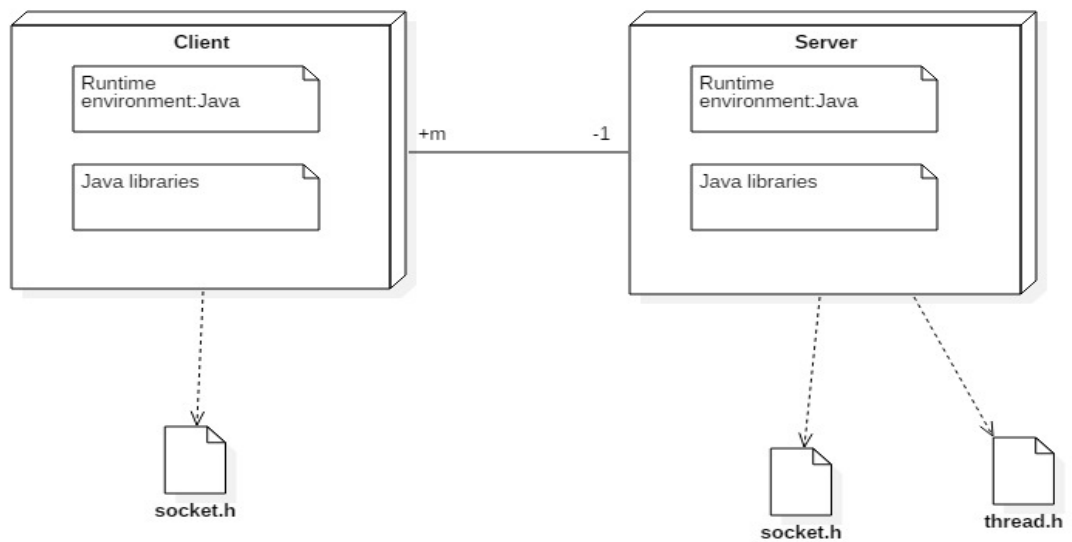 Client
Runtime
environment:Java
Java libraries
+m
-1
Server
Runtime
environment:Java
Java libraries
socket.h
socket.h
thread.h